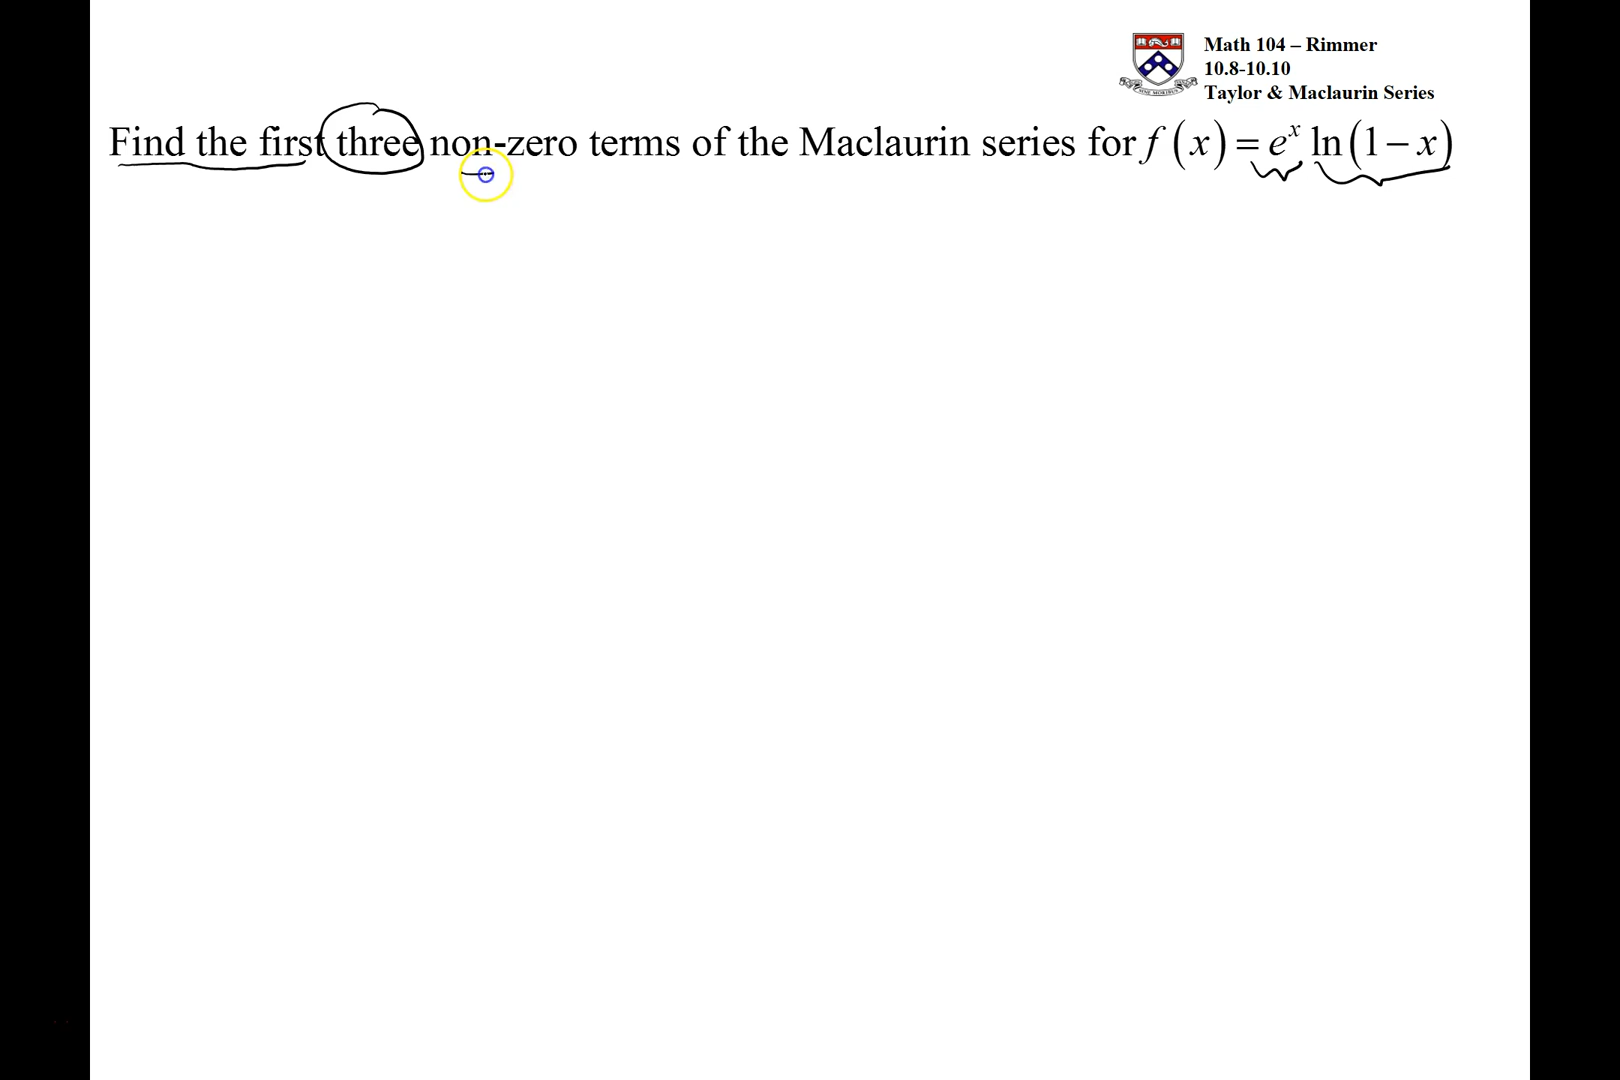 Math 104 – Rimmer
10.8-10.10
Taylor & Maclaurin Series
Find the first three non-zero terms of the Maclaurin series for f(x) = eˣ ln(1 − x)